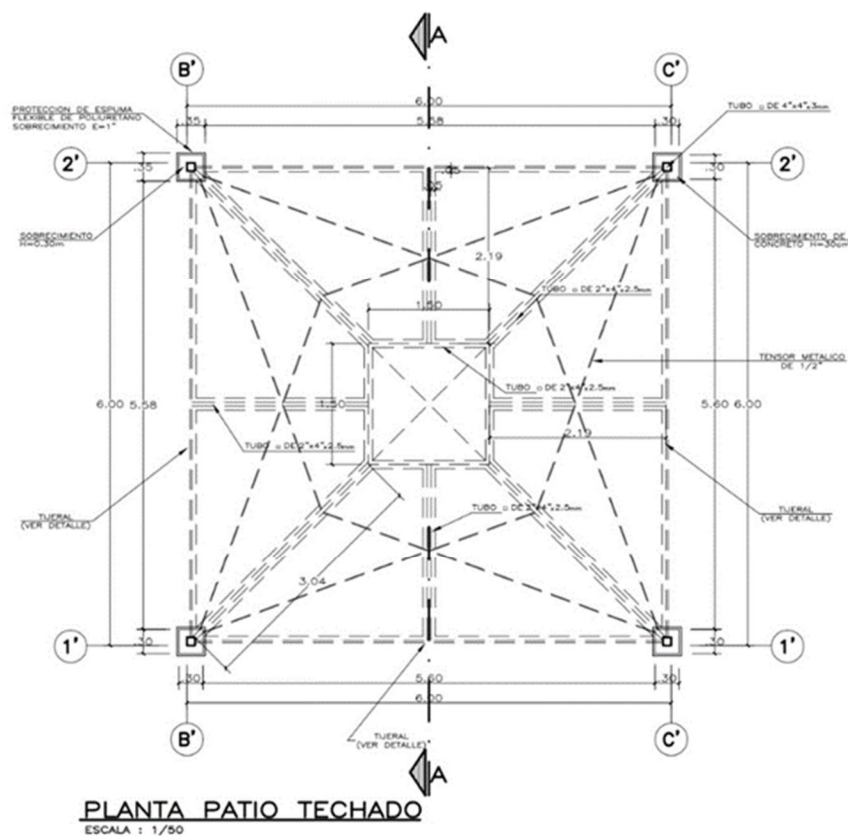 A
B'
C'
PROTECCION DE ESPUMA
FLEXIBLE DE POLIURETANO
SOBRECIMIENTO E=1"
6.00
TUBO □ DE 4"x4"x3mm
.35
5.58
.30
2'
2'
.35
.05
.30
.25
SOBRECIMIENTO
H=0.30m
SOBRECIMIENTO DE
CONCRETO H=30cm
2.19
TUBO □ DE 2"x4"x2.5mm
1.50
TENSOR METALICO
DE 1/2"
TUBO □ DE 2"x4"x2.5mm
6.00
5.58
1.50
5.60
6.00
2.19
TUBO □ DE 2"x4"x2.5mm
TIJERAL
(VER DETALLE)
TUBO □ DE 2"x4"x2.5mm
TIJERAL
(VER DETALLE)
3.04
1'
1'
.30
.30
.30
5.60
.30
6.00
B'
C'
TIJERAL
(VER DETALLE)
A
PLANTA PATIO TECHADO
ESCALA : 1/50